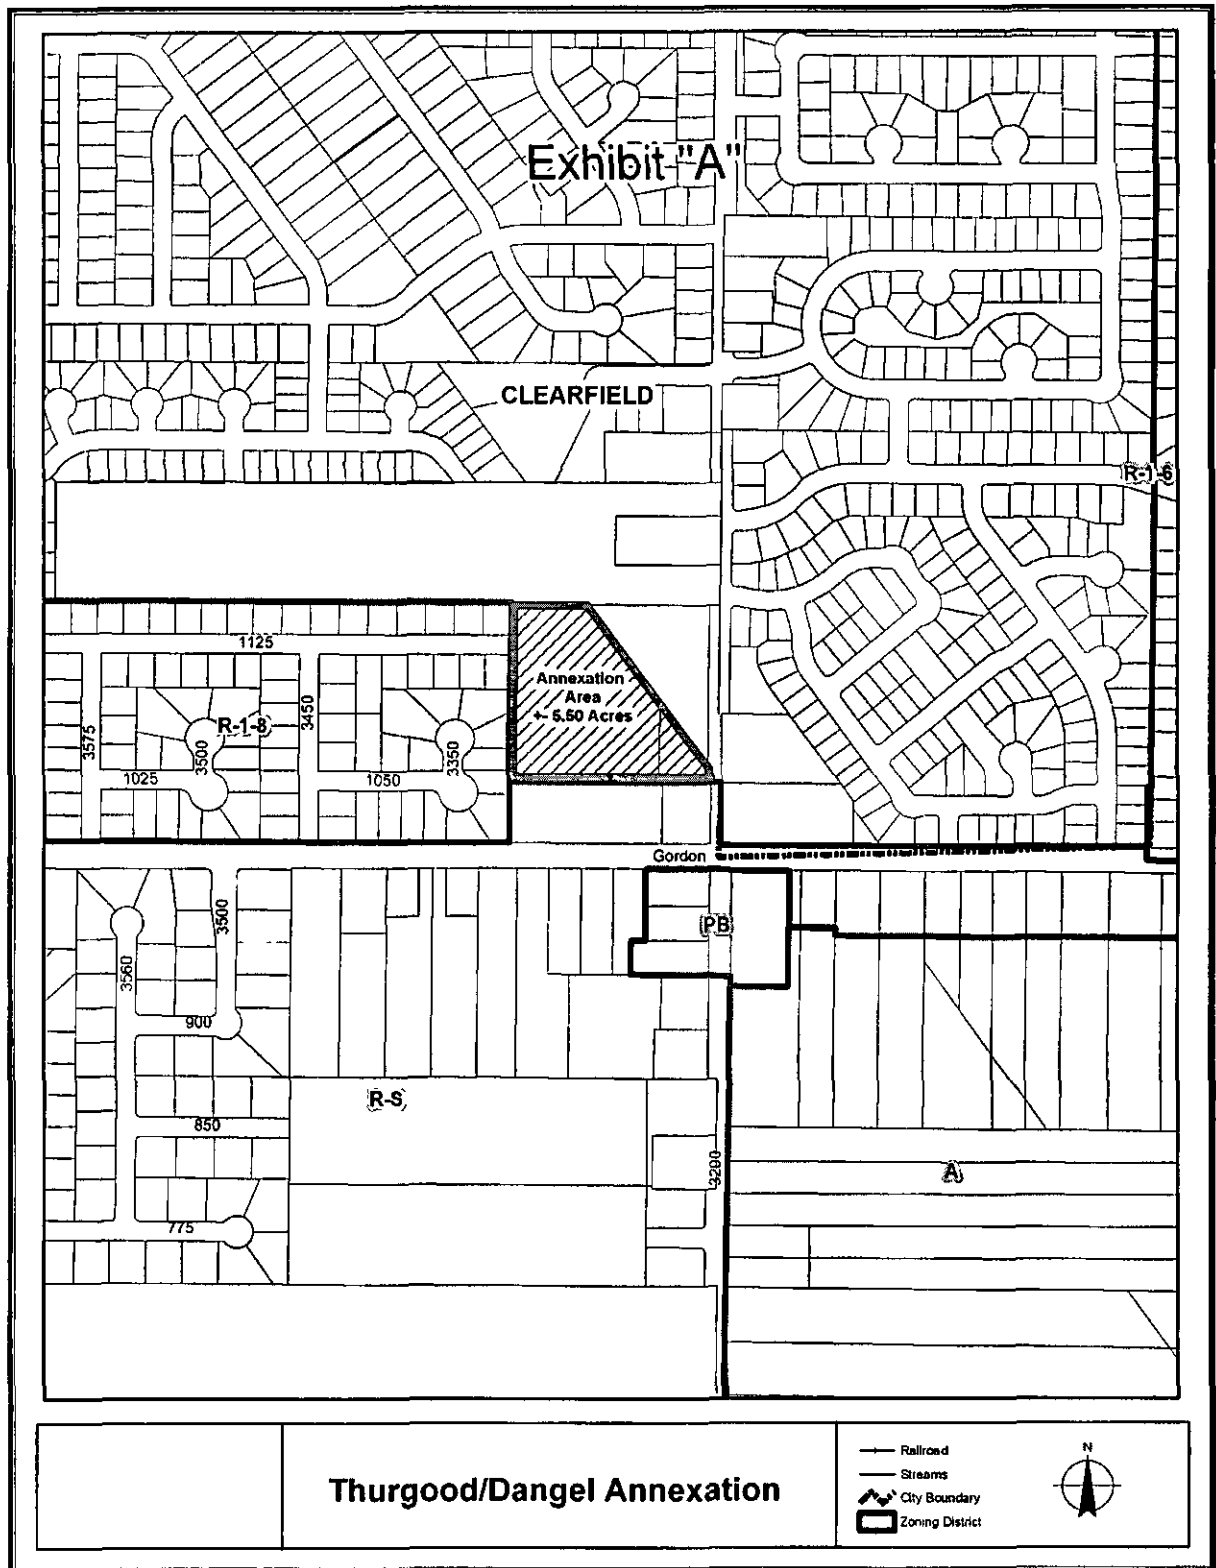 Exhibit "A"
CLEARFIELD
R-1-6
1125
Annexation
Area
+- 5.50 Acres
3575
R-1-8
3450
3500
3350
1025
1050
Gordon
3500
PB
3560
900
R-S
850
3200
A
775
Thurgood/Dangel Annexation
Railroad
Streams
City Boundary
Zoning District
N